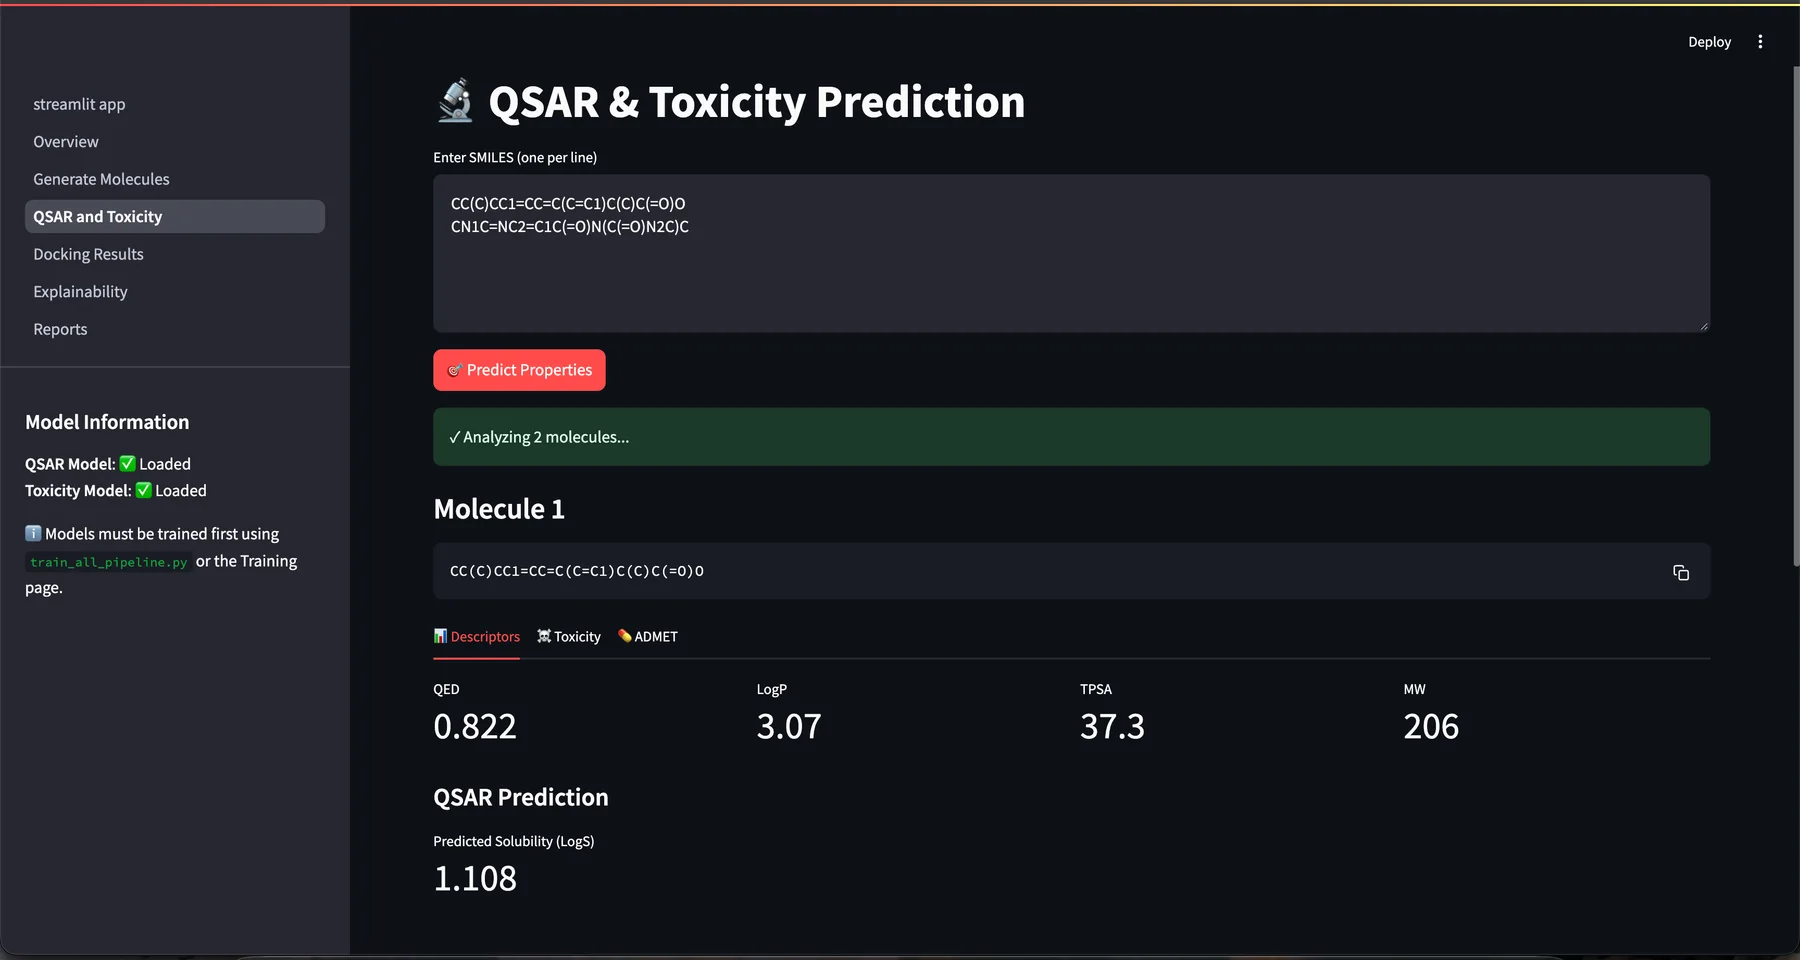 Deploy
streamlit app
Overview
Generate Molecules
QSAR and Toxicity
Docking Results
Explainability
Reports
Model Information
QSAR Model: ✅ Loaded
Toxicity Model: ✅ Loaded
ℹ️ Models must be trained first using
train_all_pipeline.py or the Training
page.
🔬 QSAR & Toxicity Prediction
Enter SMILES (one per line)
CC(C)CC1=CC=C(C=C1)C(C)C(=O)O
CN1C=NC2=C1C(=O)N(C(=O)N2C)C
🎯 Predict Properties
✓ Analyzing 2 molecules...
Molecule 1
CC(C)CC1=CC=C(C=C1)C(C)C(=O)O
📊 Descriptors ☠️ Toxicity 💊 ADMET
QED LogP TPSA MW
0.822 3.07 37.3 206
QSAR Prediction
Predicted Solubility (LogS)
1.108